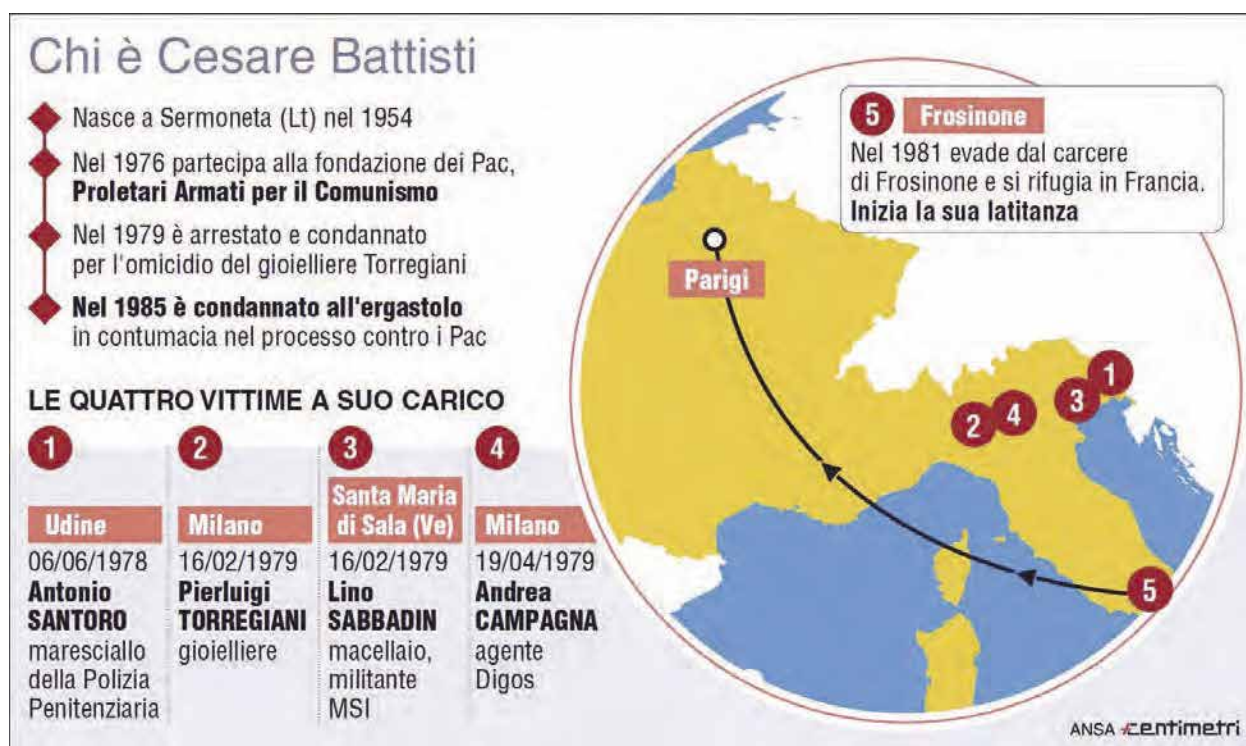 Chi è Cesare Battisti
Nasce a Sermoneta (Lt) nel 1954
Nel 1976 partecipa alla fondazione dei Pac,
Proletari Armati per il Comunismo
Nel 1979 è arrestato e condannato
per l'omicidio del gioielliere Torregiani
Nel 1985 è condannato all'ergastolo
in contumacia nel processo contro i Pac
LE QUATTRO VITTIME A SUO CARICO
1
Udine
06/06/1978
Antonio
SANTORO
maresciallo
della Polizia
Penitenziaria
2
Milano
16/02/1979
Pierluigi
TORREGIANI
gioielliere
3
Santa Maria
di Sala (Ve)
16/02/1979
Lino
SABBADIN
macellaio,
militante
MSI
4
Milano
19/04/1979
Andrea
CAMPAGNA
agente
Digos
5 Frosinone
Nel 1981 evade dal carcere
di Frosinone e si rifugia in Francia.
Inizia la sua latitanza
Parigi
1
3
4
2
5
ANSA centimetri